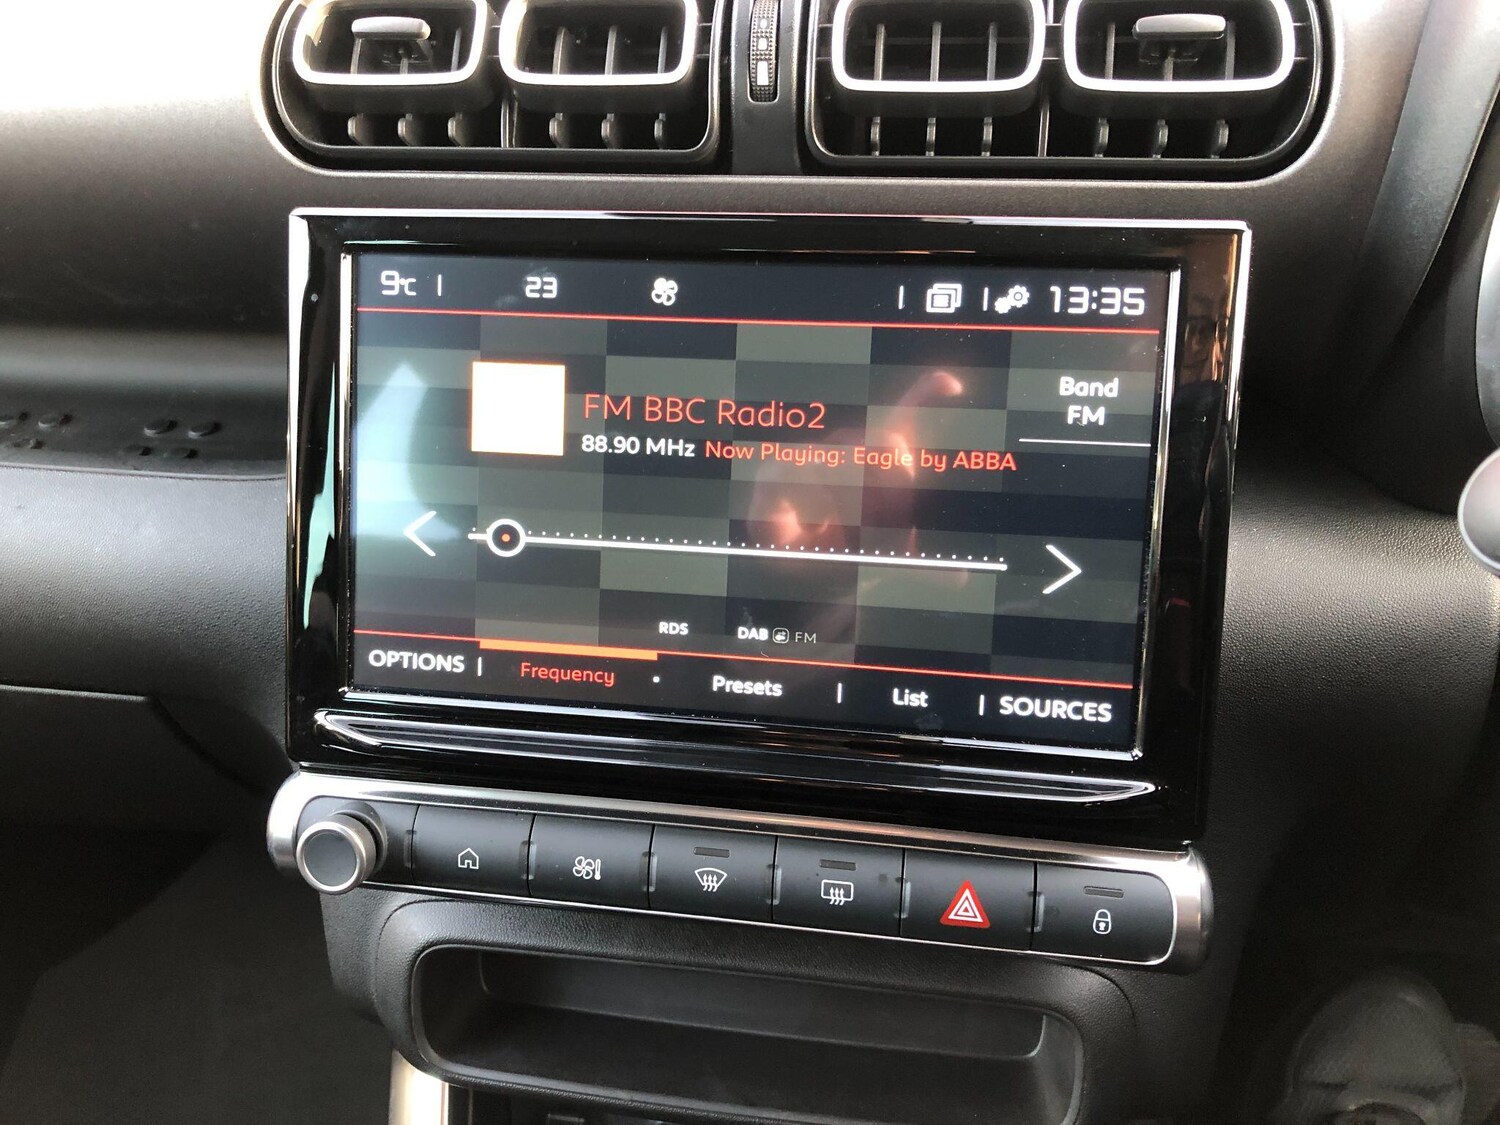 9°C
23
13:35
Band
FM
FM BBC Radio2
88.90 MHz Now Playing: Eagle by ABBA
RDS
DAB FM
OPTIONS
Frequency
Presets
List
SOURCES